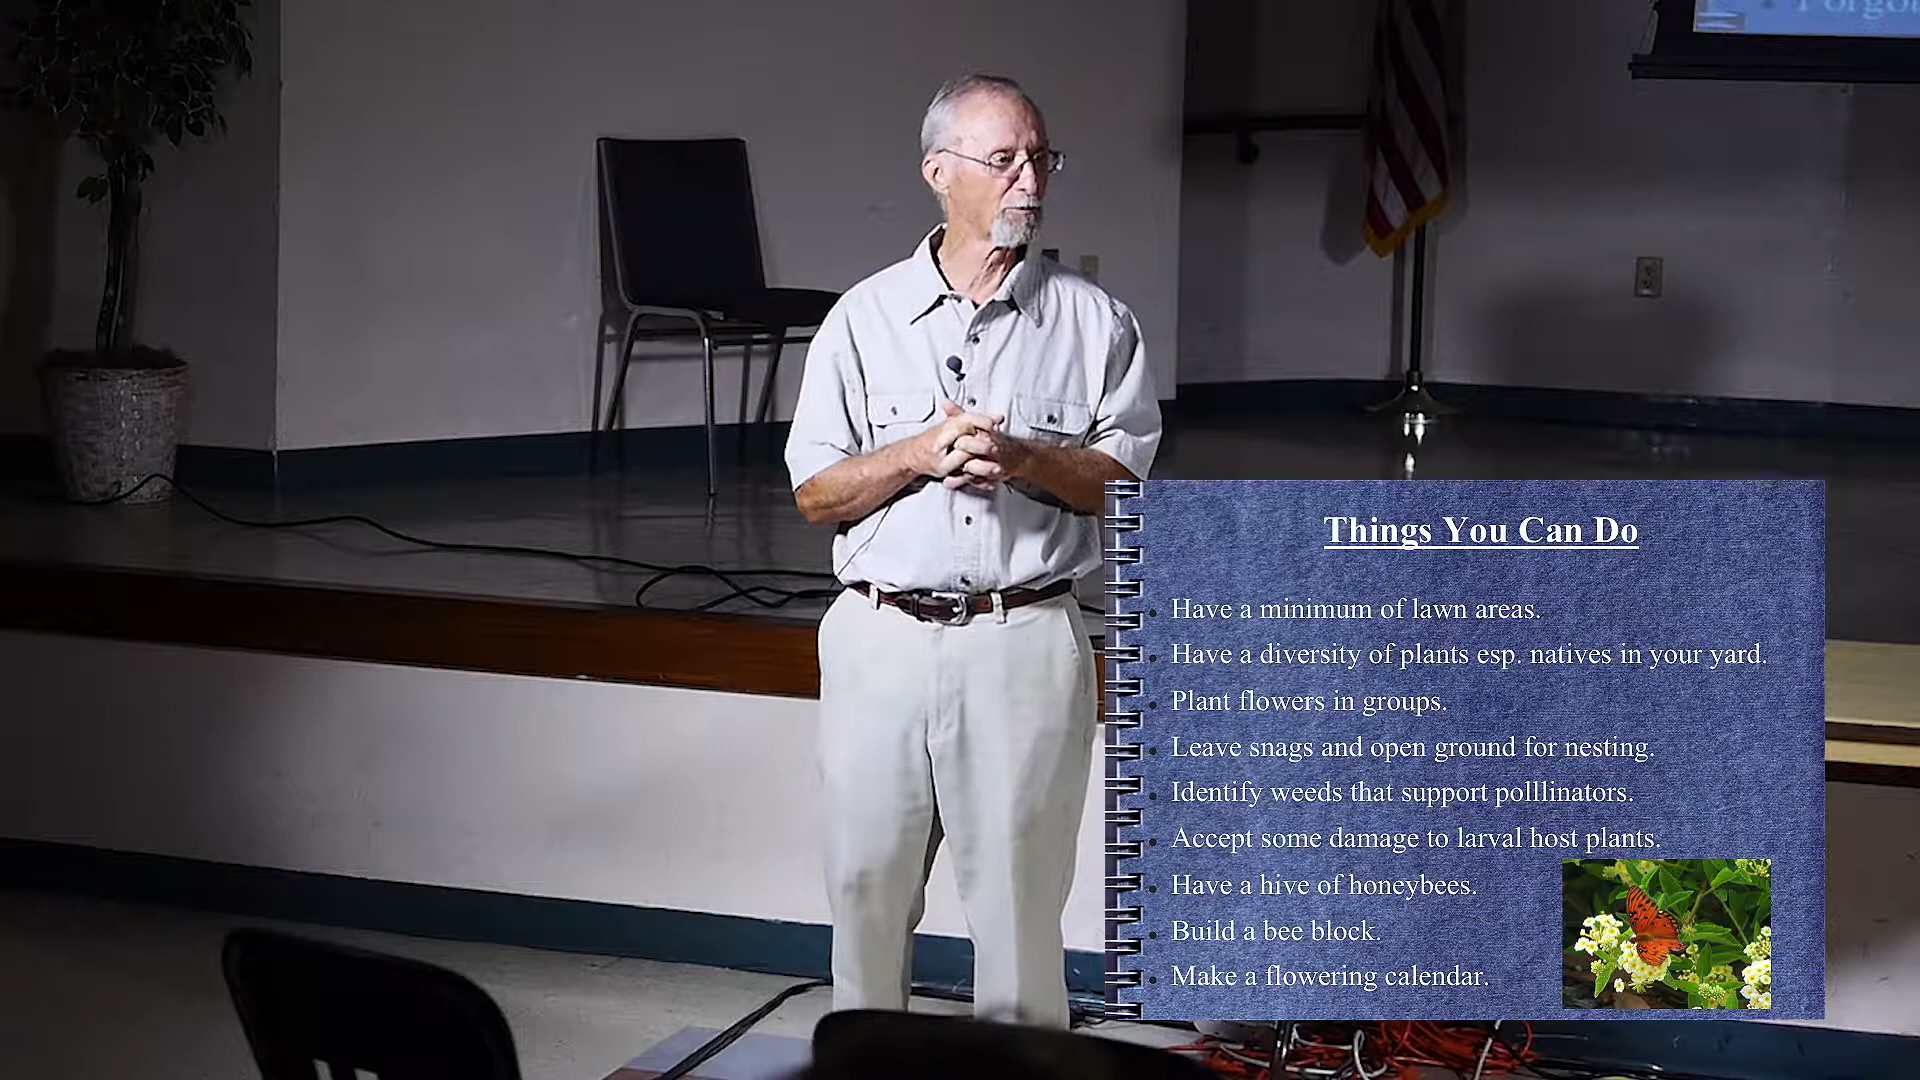 Forgot
Things You Can Do
Have a minimum of lawn areas.
Have a diversity of plants esp. natives in your yard.
Plant flowers in groups.
Leave snags and open ground for nesting.
Identify weeds that support polllinators.
Accept some damage to larval host plants.
Have a hive of honeybees.
Build a bee block.
Make a flowering calendar.